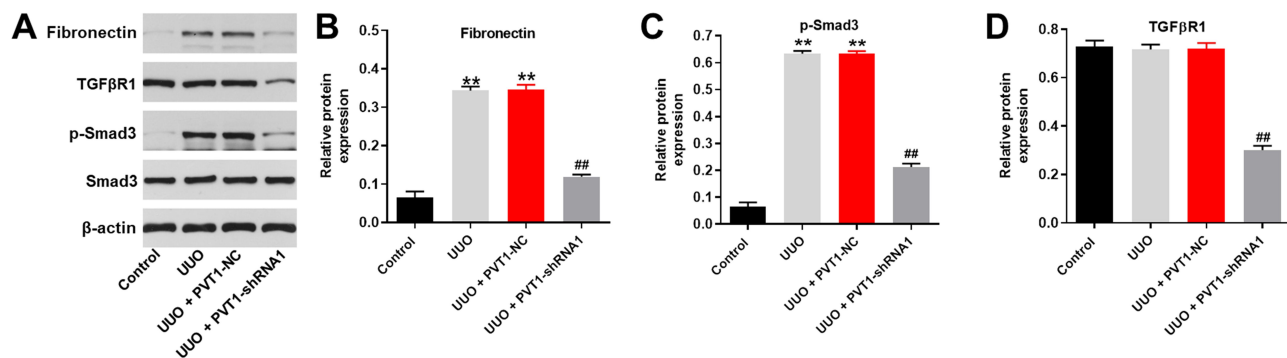 A
Fibronectin
TGFβR1
p-Smad3
Smad3
β-actin
Control
UUO
UUO + PVT1-NC
UUO + PVT1-shRNA1
B
Fibronectin
Relative protein
expression
0.5
0.4
0.3
0.2
0.1
0.0
**
**
##
Control
UUO
UUO + PVT1-NC
UUO + PVT1-shRNA1
C
p-Smad3
Relative protein
expression
0.7
0.6
0.5
0.4
0.3
0.2
0.1
0.0
**
**
##
Control
UUO
UUO + PVT1-NC
UUO + PVT1-shRNA1
D
TGFβR1
Relative protein
expression
0.8
0.6
0.4
0.2
0.0
##
Control
UUO
UUO + PVT1-NC
UUO + PVT1-shRNA1